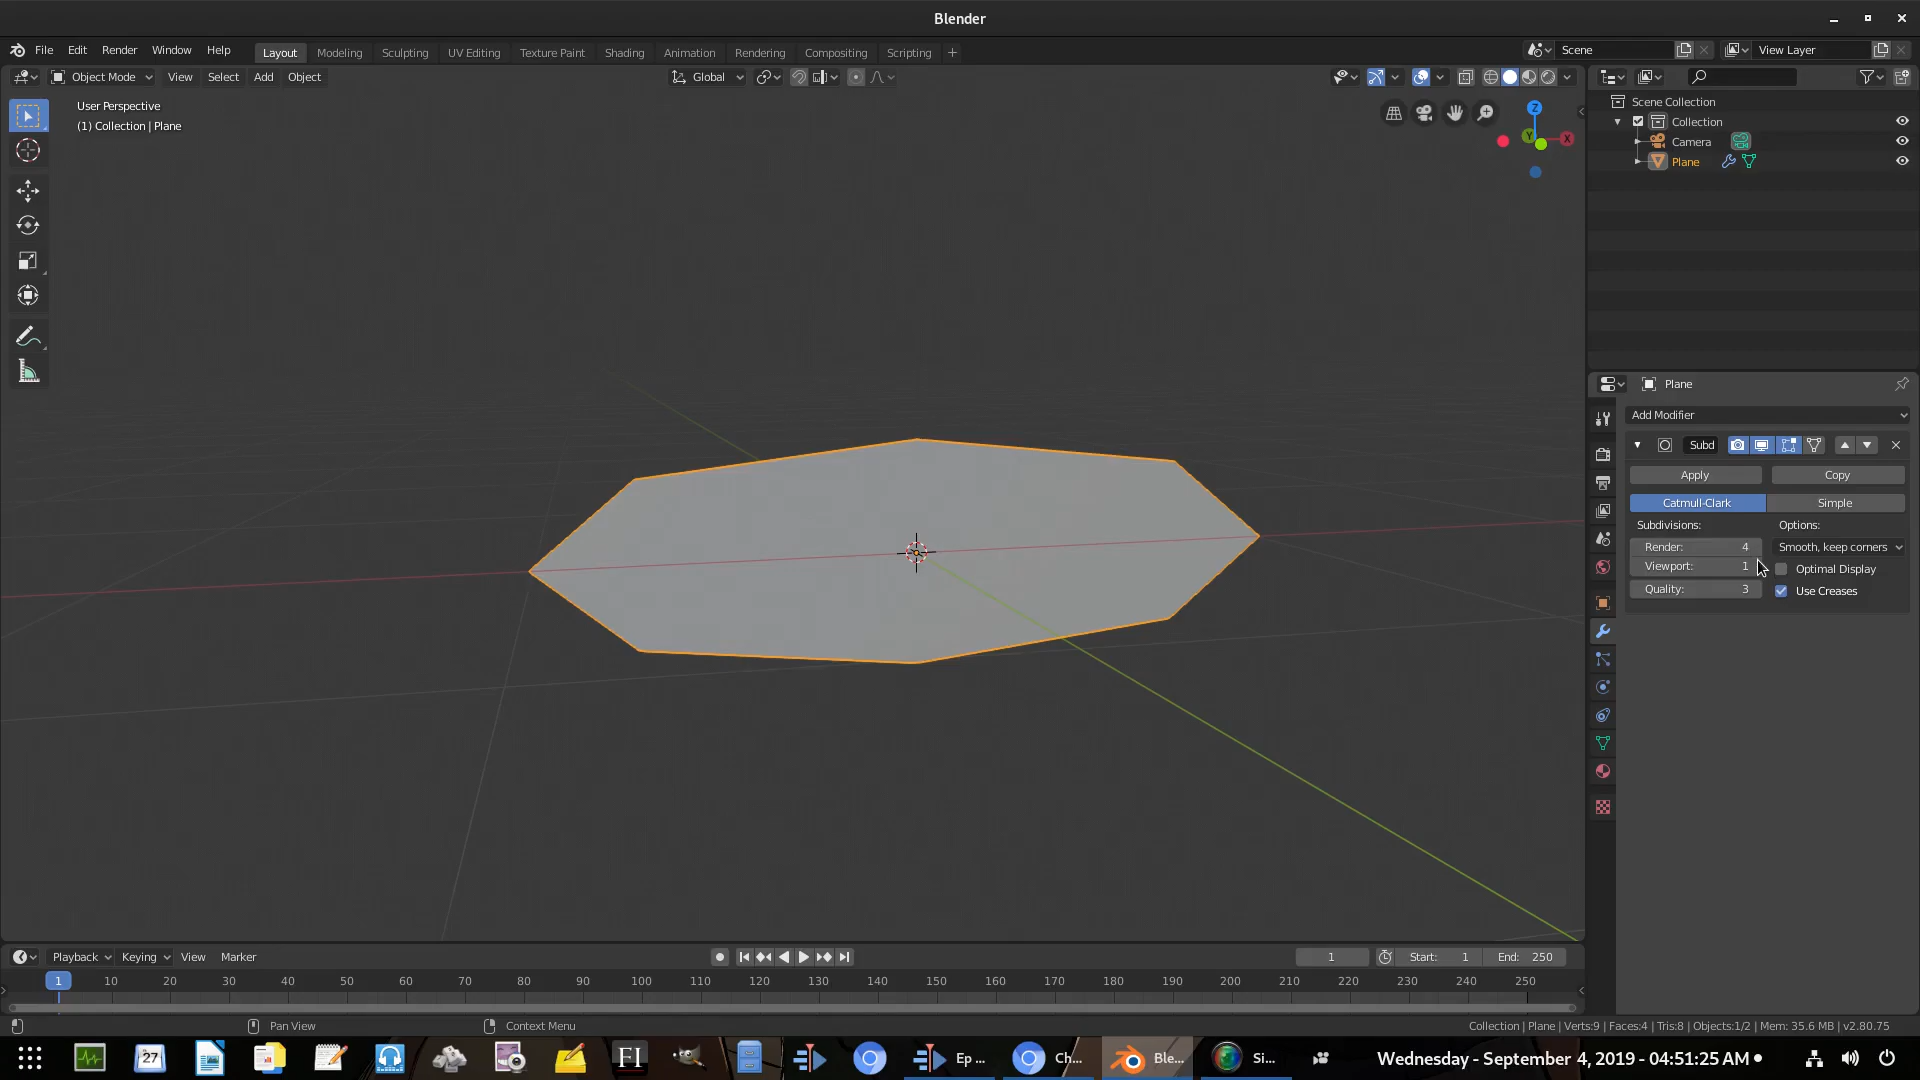 Blender
File Edit Render Window Help
Layout Modeling Sculpting UV Editing Texture Paint Shading Animation Rendering Compositing Scripting +
Scene View Layer
Object Mode View Select Add Object Global
User Perspective
(1) Collection | Plane
Z
Y X
Scene Collection
Collection
Camera
Plane
Plane
Add Modifier
Subd
Apply Copy
Catmull-Clark Simple
Subdivisions: Options:
Render: 4 Smooth, keep corners
Viewport: 1 Optimal Display
Quality: 3 Use Creases
Playback Keying View Marker 1 Start: 1 End: 250
1 10 20 30 40 50 60 70 80 90 100 110 120 130 140 150 160 170 180 190 200 210 220 230 240 250
Pan View Context Menu Collection | Plane | Verts:9 | Faces:4 | Tris:8 | Objects:1/2 | Mem: 35.6 MB | v2.80.75
27 FI Ep ... Ch... Ble... Si... Wednesday - September 4, 2019 - 04:51:25 AM